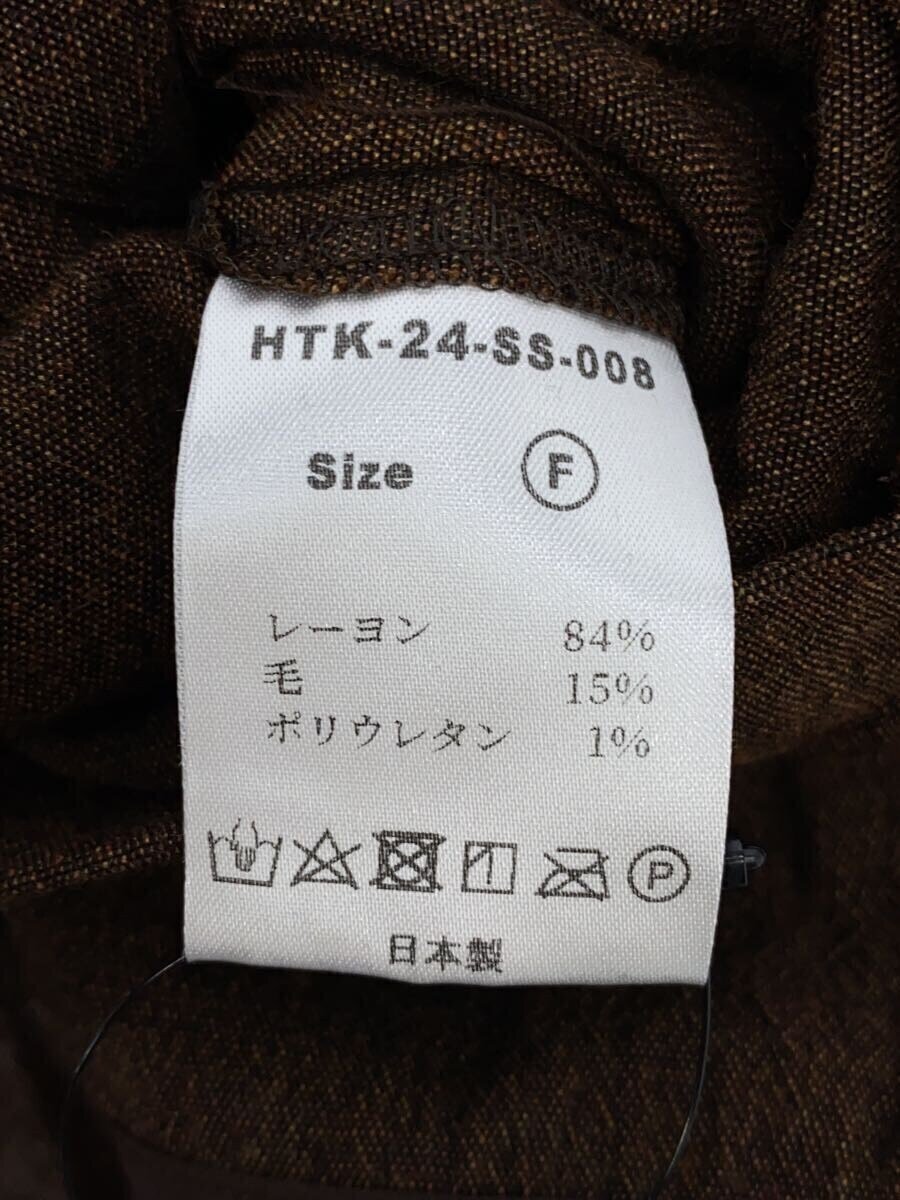 HTK-24-SS-008
Size Ⓕ
レーヨン 84%
毛 15%
ポリウレタン 1%
Ⓟ
日本製